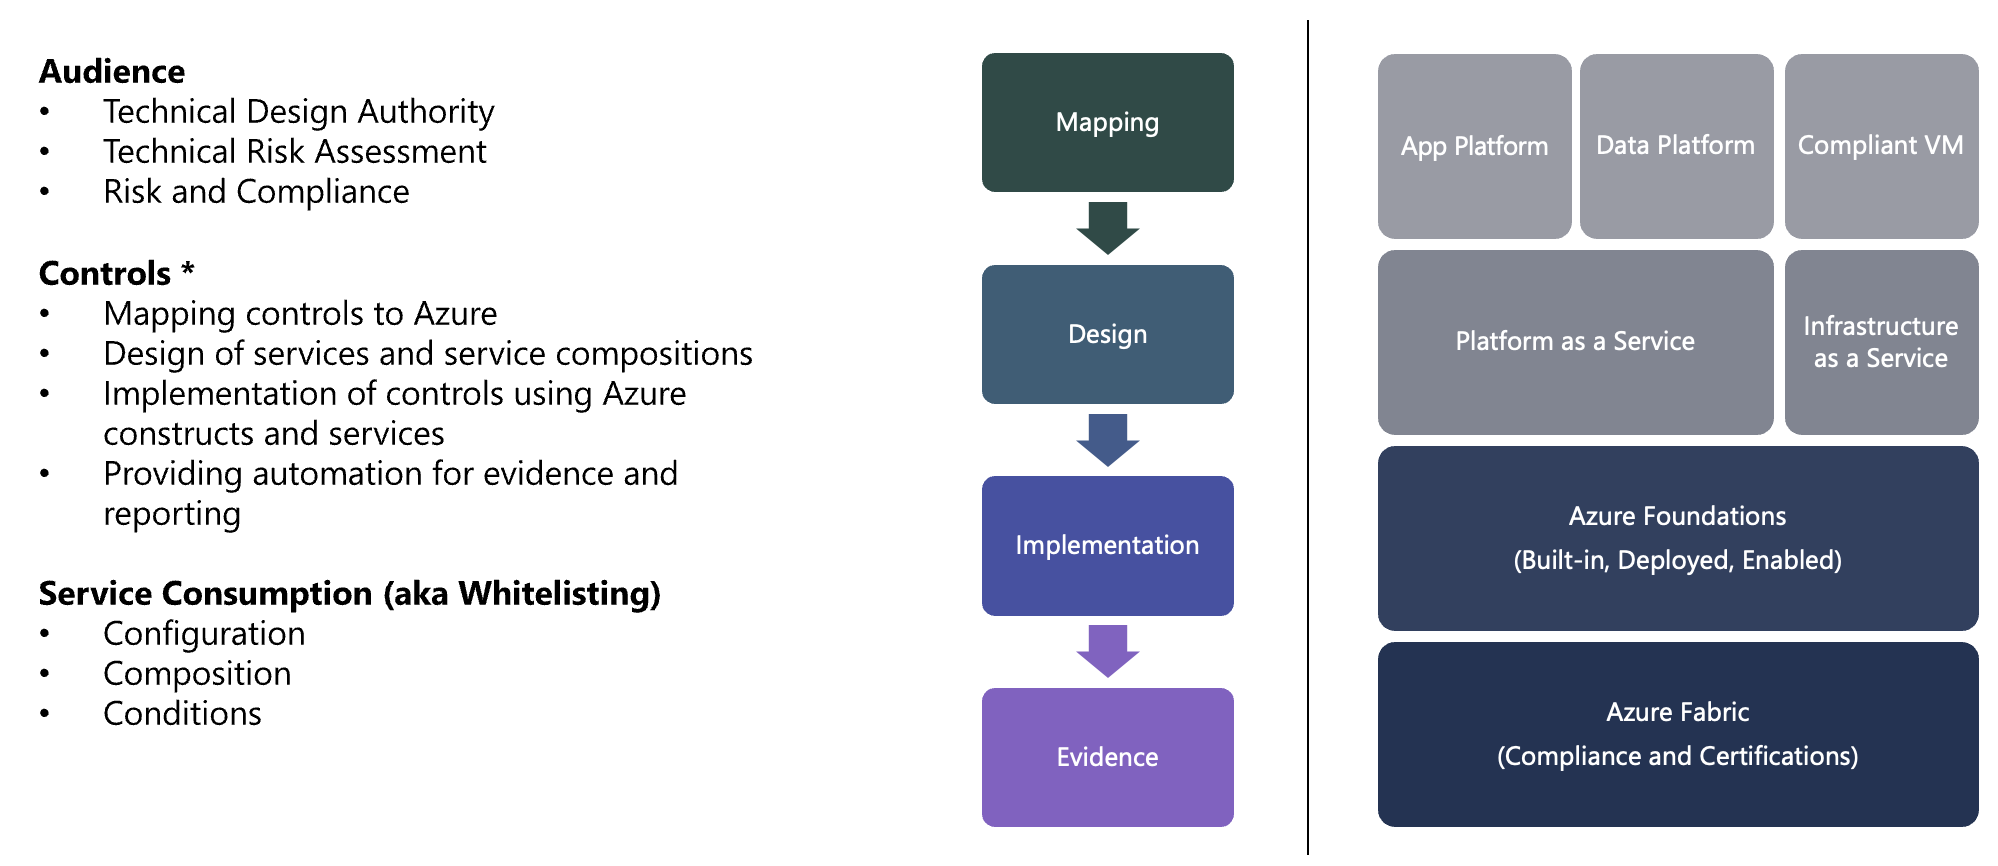 Audience
• Technical Design Authority
• Technical Risk Assessment
• Risk and Compliance
Controls *
• Mapping controls to Azure
• Design of services and service compositions
• Implementation of controls using Azure
constructs and services
• Providing automation for evidence and
reporting
Service Consumption (aka Whitelisting)
• Configuration
• Composition
• Conditions
Mapping
Design
Implementation
Evidence
App Platform
Data Platform
Compliant VM
Platform as a Service
Infrastructure
as a Service
Azure Foundations
(Built-in, Deployed, Enabled)
Azure Fabric
(Compliance and Certifications)